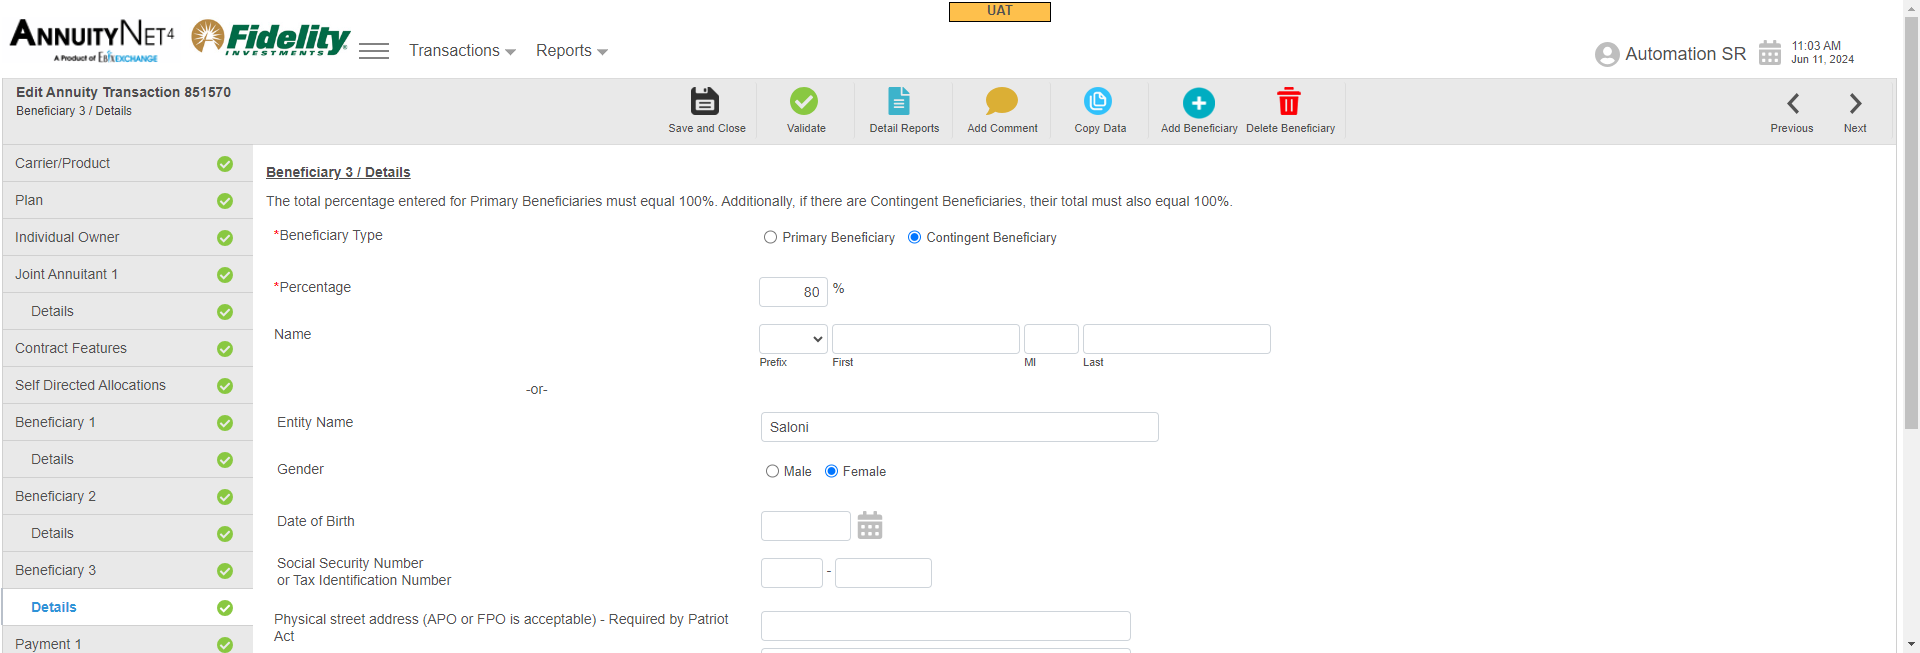 UAT
ANNUITYNET4
A Product of EbixEXCHANGE
Fidelity
INVESTMENTS
Transactions
Reports
Automation SR
11:03 AM
Jun 11, 2024
Edit Annuity Transaction 851570
Beneficiary 3 / Details
Save and Close
Validate
Detail Reports
Add Comment
Copy Data
Add Beneficiary
Delete Beneficiary
Previous
Next
Carrier/Product
Plan
Individual Owner
Joint Annuitant 1
Details
Contract Features
Self Directed Allocations
Beneficiary 1
Details
Beneficiary 2
Details
Beneficiary 3
Details
Payment 1
Beneficiary 3 / Details
The total percentage entered for Primary Beneficiaries must equal 100%. Additionally, if there are Contingent Beneficiaries, their total must also equal 100%.
*Beneficiary Type
Primary Beneficiary
Contingent Beneficiary
*Percentage
80 %
Name
Prefix
First
MI
Last
-or-
Entity Name
Saloni
Gender
Male
Female
Date of Birth
Social Security Number
or Tax Identification Number
-
Physical street address (APO or FPO is acceptable) - Required by Patriot
Act